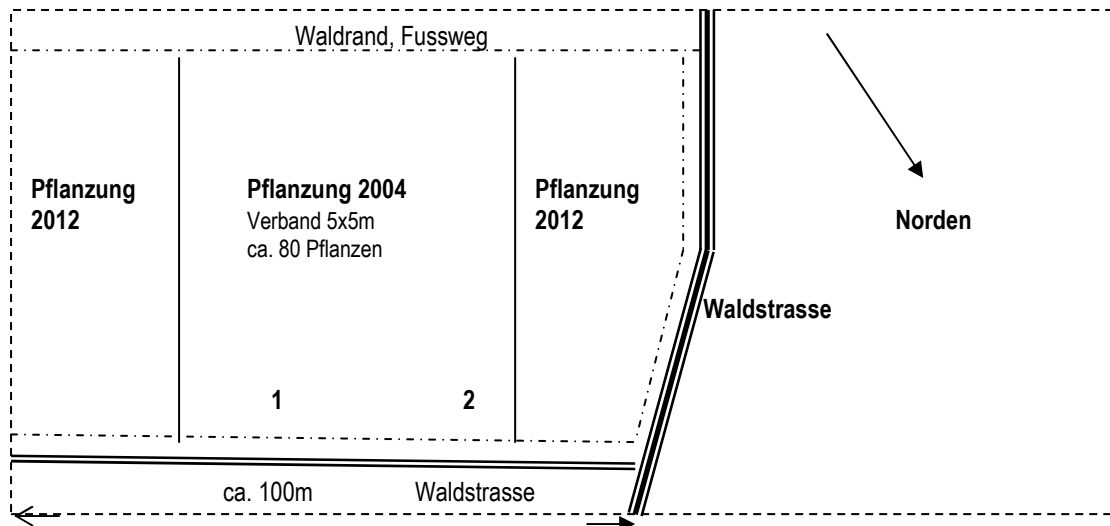 Waldrand, Fussweg
Pflanzung
2012
Pflanzung 2004
Verband 5x5m
ca. 80 Pflanzen
Pflanzung
2012
Norden
Waldstrasse
1
2
ca. 100m
Waldstrasse